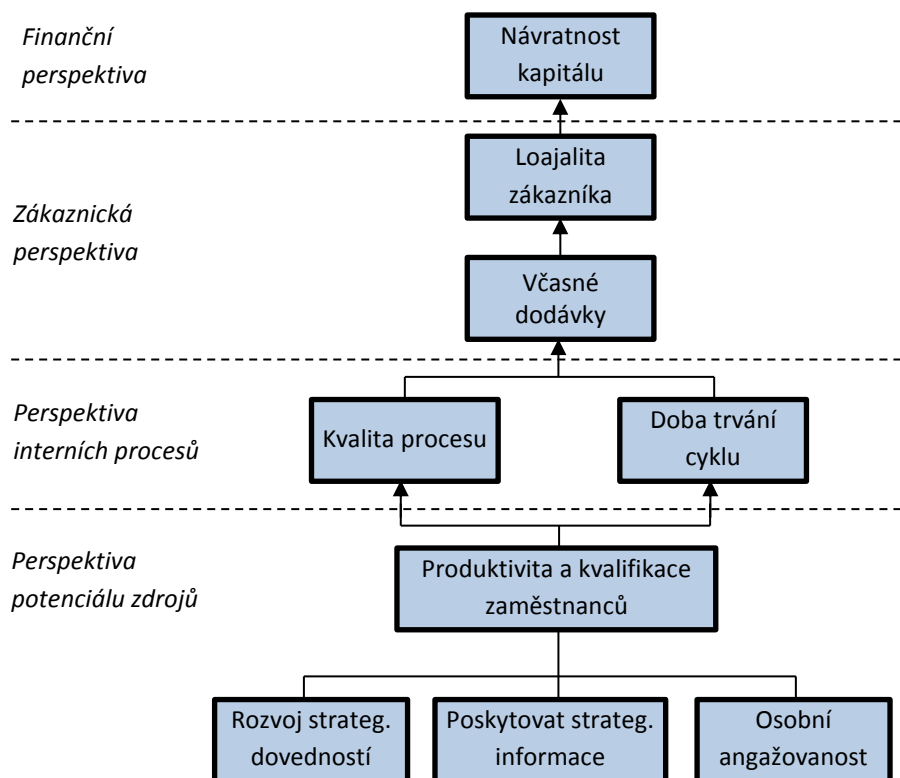 Finanční
perspektiva
Návratnost
kapitálu
Zákaznická
perspektiva
Loajalita
zákazníka
Včasné
dodávky
Perspektiva
interních procesů
Kvalita procesu
Doba trvání
cyklu
Perspektiva
potenciálu zdrojů
Produktivita a kvalifikace
zaměstnanců
Rozvoj strateg.
dovedností
Poskytovat strateg.
informace
Osobní
angažovanost